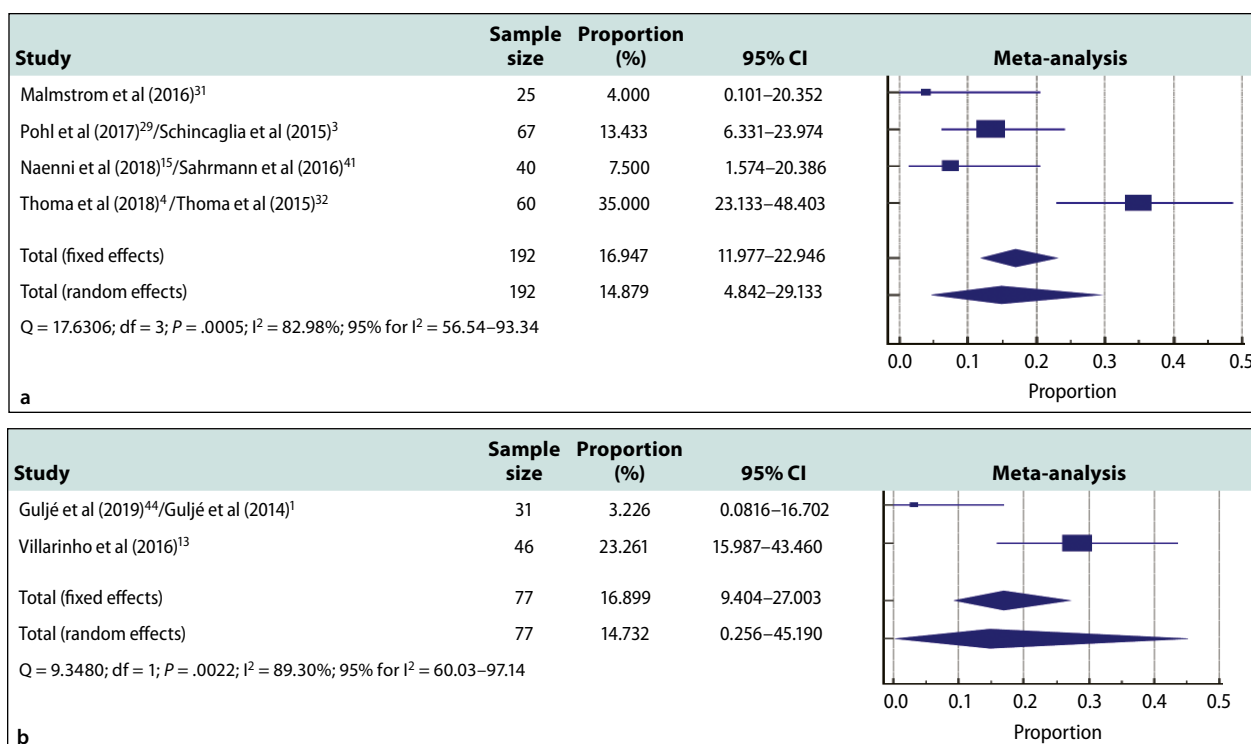 Study Sample size Proportion (%) 95% CI Meta-analysis
Malmstrom et al (2016)31 25 4.000 0.101–20.352
Pohl et al (2017)29/Schincaglia et al (2015)3 67 13.433 6.331–23.974
Naenni et al (2018)15/Sahrmann et al (2016)41 40 7.500 1.574–20.386
Thoma et al (2018)4/Thoma et al (2015)32 60 35.000 23.133–48.403
Total (fixed effects) 192 16.947 11.977–22.946
Total (random effects) 192 14.879 4.842–29.133
Q = 17.6306; df = 3; P = .0005; I2 = 82.98%; 95% for I2 = 56.54–93.34
0.0 0.1 0.2 0.3 0.4 0.5
Proportion
a
Study Sample size Proportion (%) 95% CI Meta-analysis
Guljé et al (2019)44/Guljé et al (2014)1 31 3.226 0.0816–16.702
Villarinho et al (2016)13 46 23.261 15.987–43.460
Total (fixed effects) 77 16.899 9.404–27.003
Total (random effects) 77 14.732 0.256–45.190
Q = 9.3480; df = 1; P = .0022; I2 = 89.30%; 95% for I2 = 60.03–97.14
0.0 0.1 0.2 0.3 0.4 0.5
Proportion
b